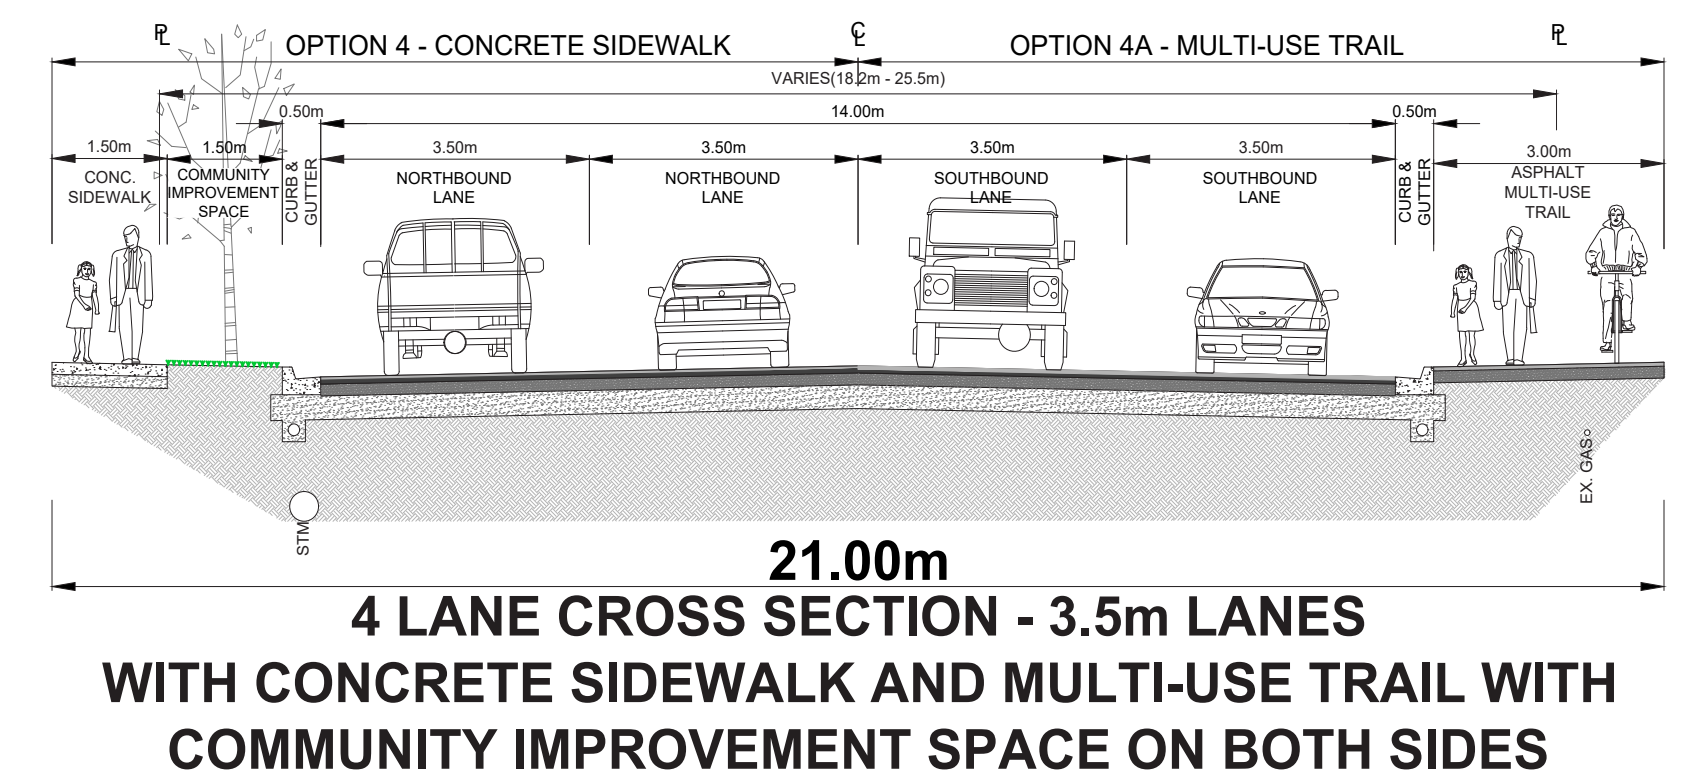 PL
CL
PL
OPTION 4 - CONCRETE SIDEWALK
OPTION 4A - MULTI-USE TRAIL
VARIES(18.2m - 25.5m)
0.50m
14.00m
0.50m
1.50m
1.50m
3.50m
3.50m
3.50m
3.50m
3.00m
CONC.
SIDEWALK
COMMUNITY
IMPROVEMENT
SPACE
CURB &
GUTTER
NORTHBOUND
LANE
NORTHBOUND
LANE
SOUTHBOUND
LANE
SOUTHBOUND
LANE
CURB &
GUTTER
ASPHALT
MULTI-USE
TRAIL
EX. GAS
STM
21.00m
4 LANE CROSS SECTION - 3.5m LANES
WITH CONCRETE SIDEWALK AND MULTI-USE TRAIL WITH
COMMUNITY IMPROVEMENT SPACE ON BOTH SIDES